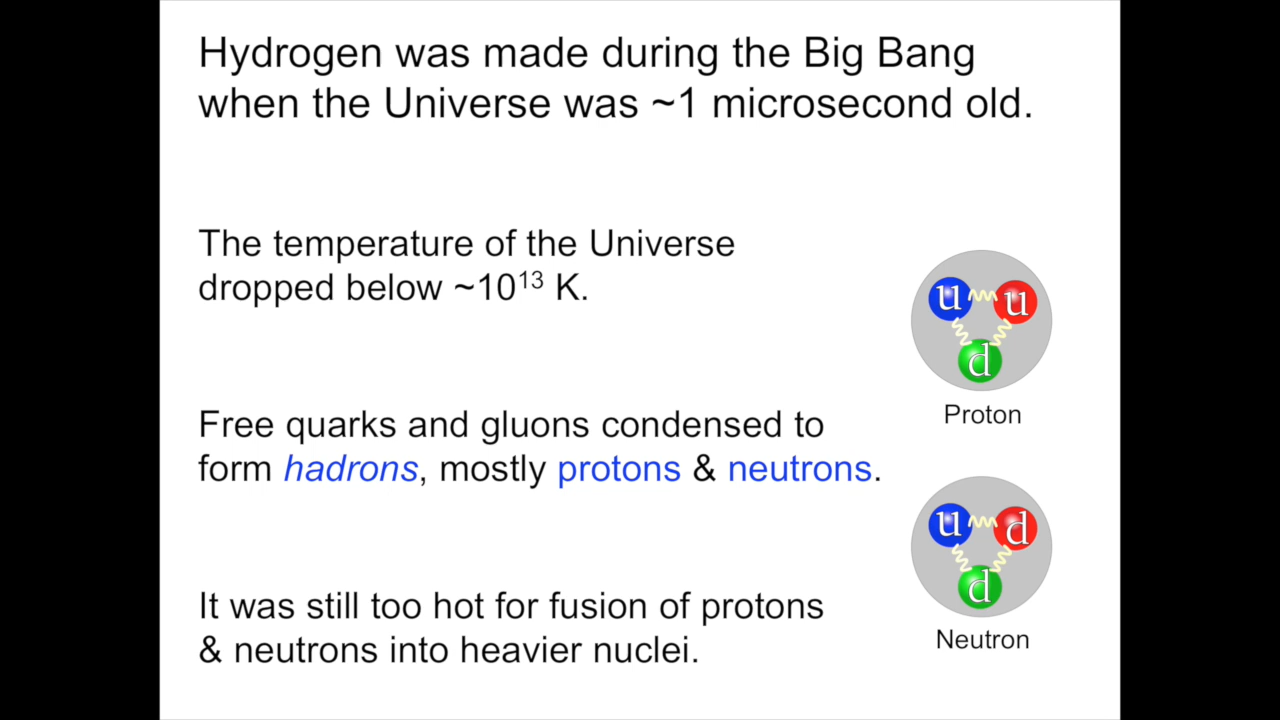 Hydrogen was made during the Big Bang
when the Universe was ~1 microsecond old.
The temperature of the Universe
dropped below ~10¹³ K.
u u
d
Proton
Free quarks and gluons condensed to
form hadrons, mostly protons & neutrons.
u d
d
Neutron
It was still too hot for fusion of protons
& neutrons into heavier nuclei.